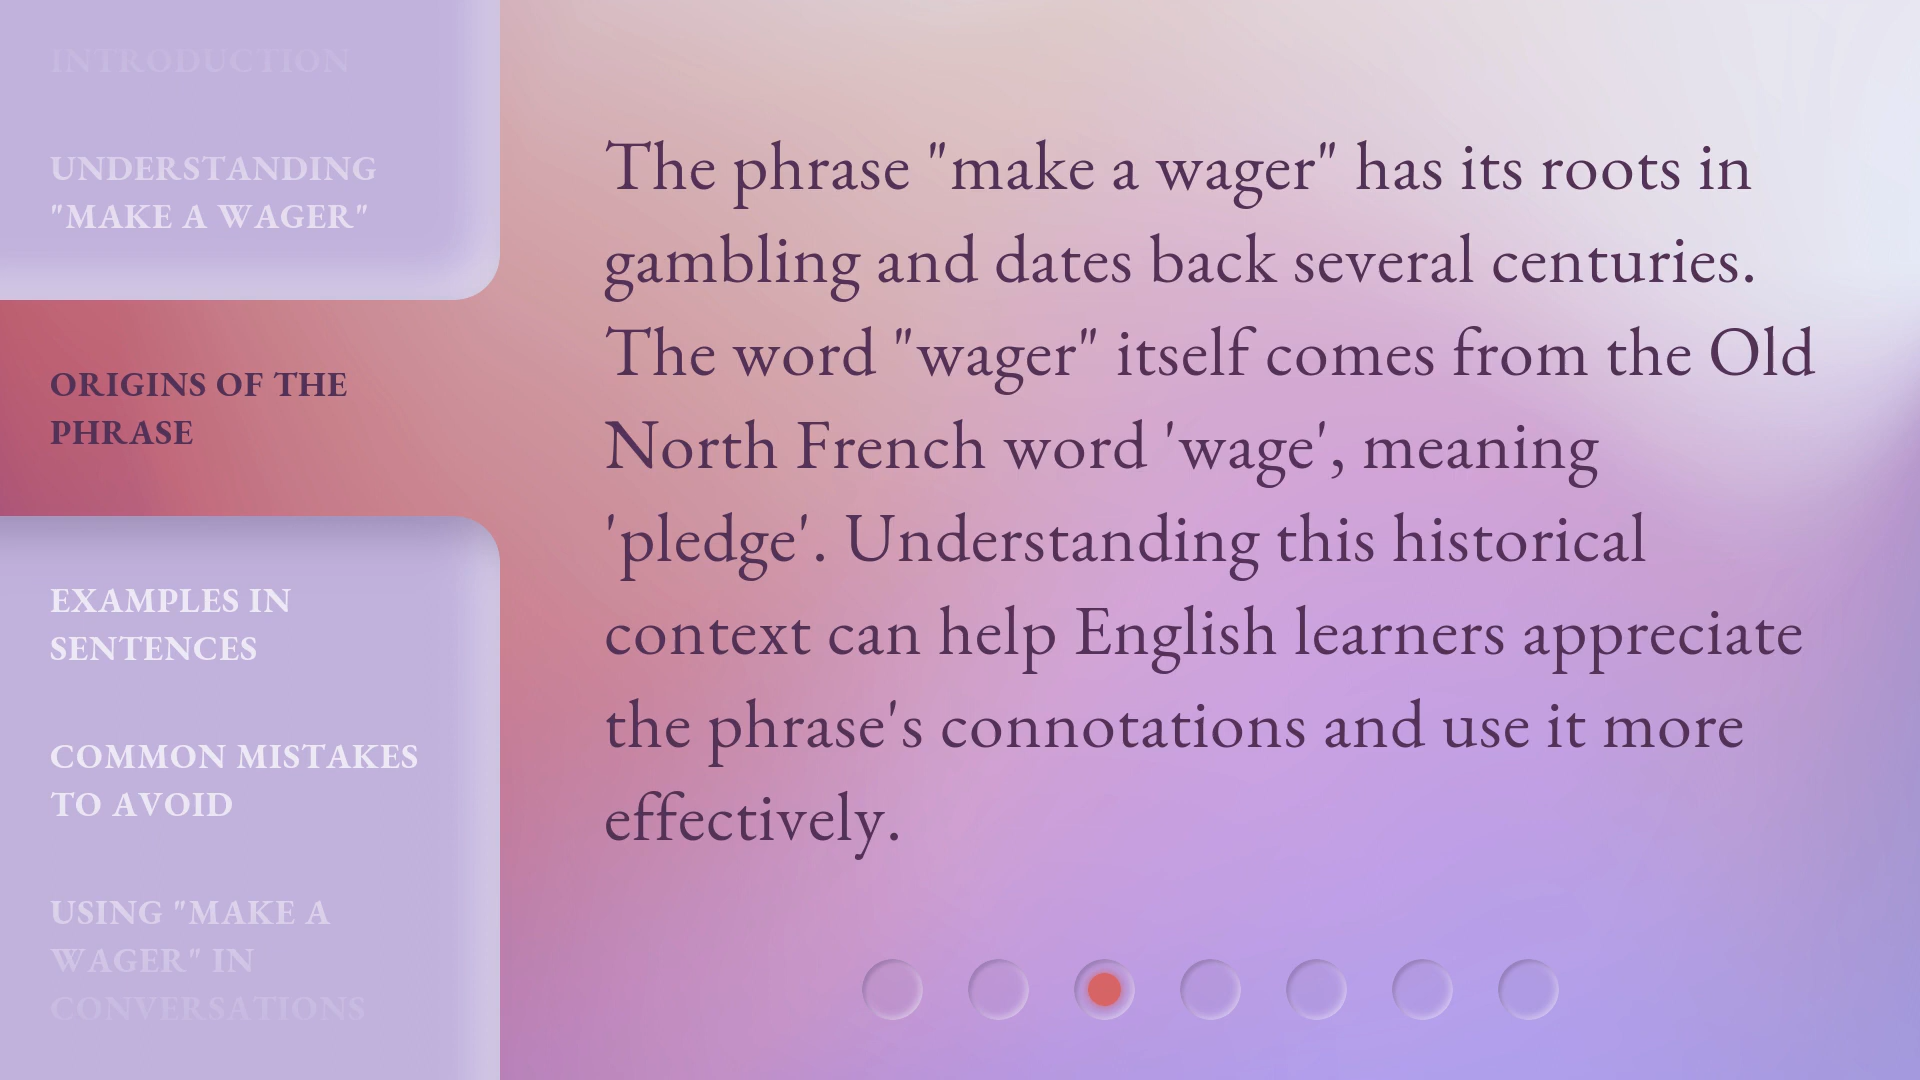 INTRODUCTION
UNDERSTANDING
"MAKE A WAGER"
ORIGINS OF THE
PHRASE
EXAMPLES IN
SENTENCES
COMMON MISTAKES
TO AVOID
USING "MAKE A
WAGER" IN
CONVERSATIONS
The phrase "make a wager" has its roots in
gambling and dates back several centuries.
The word "wager" itself comes from the Old
North French word 'wage', meaning
'pledge'. Understanding this historical
context can help English learners appreciate
the phrase's connotations and use it more
effectively.